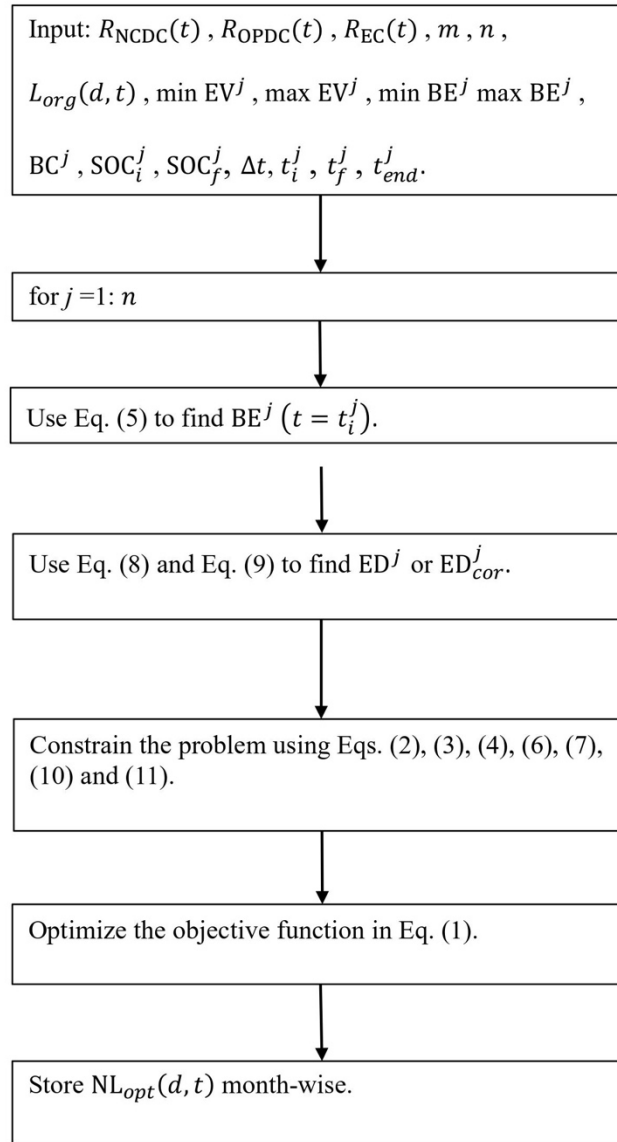 Input: R_NCDC(t) , R_OPDC(t) , R_EC(t) , m , n ,
L_org(d, t) , min EV^j , max EV^j , min BE^j max BE^j ,
BC^j , SOC_i^j , SOC_f^j, Δt, t_i^j , t_f^j , t_end^j.
for j =1: n
Use Eq. (5) to find BE^j (t = t_i^j).
Use Eq. (8) and Eq. (9) to find ED^j or ED_cor^j.
Constrain the problem using Eqs. (2), (3), (4), (6), (7),
(10) and (11).
Optimize the objective function in Eq. (1).
Store NL_opt(d, t) month-wise.